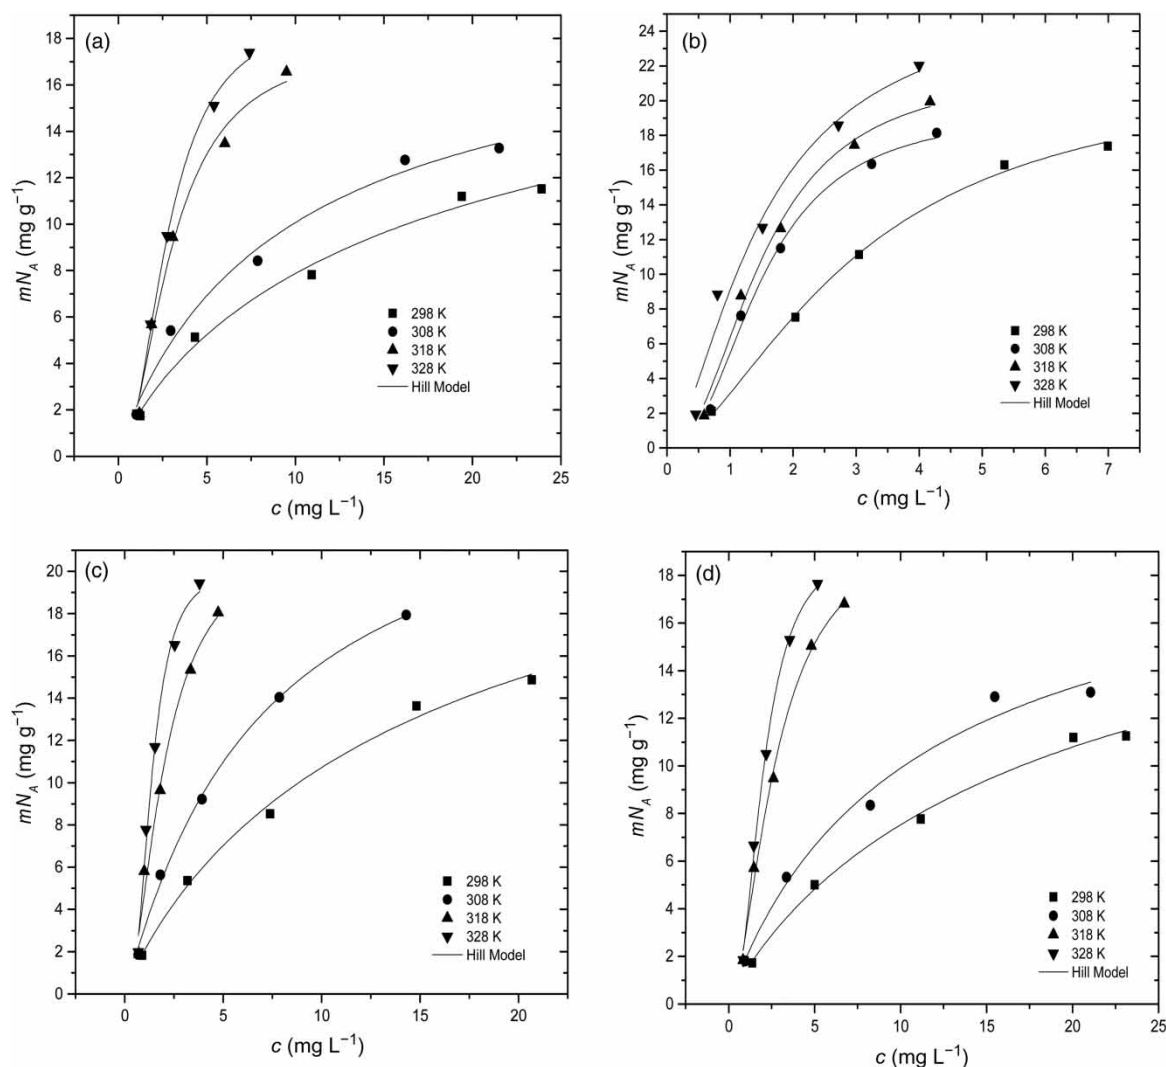 (a)
18
16
14
12
10
8
6
4
2
0
mN_A (mg g⁻¹)
298 K
308 K
318 K
328 K
Hill Model
0 5 10 15 20 25
c (mg L⁻¹)
(b)
24
22
20
18
16
14
12
10
8
6
4
2
0
mN_A (mg g⁻¹)
298 K
308 K
318 K
328 K
Hill Model
0 1 2 3 4 5 6 7
c (mg L⁻¹)
(c)
20
18
16
14
12
10
8
6
4
2
0
mN_A (mg g⁻¹)
298 K
308 K
318 K
328 K
Hill Model
0 5 10 15 20
c (mg L⁻¹)
(d)
18
16
14
12
10
8
6
4
2
0
mN_A (mg g⁻¹)
298 K
308 K
318 K
328 K
Hill Model
0 5 10 15 20 25
c (mg L⁻¹)